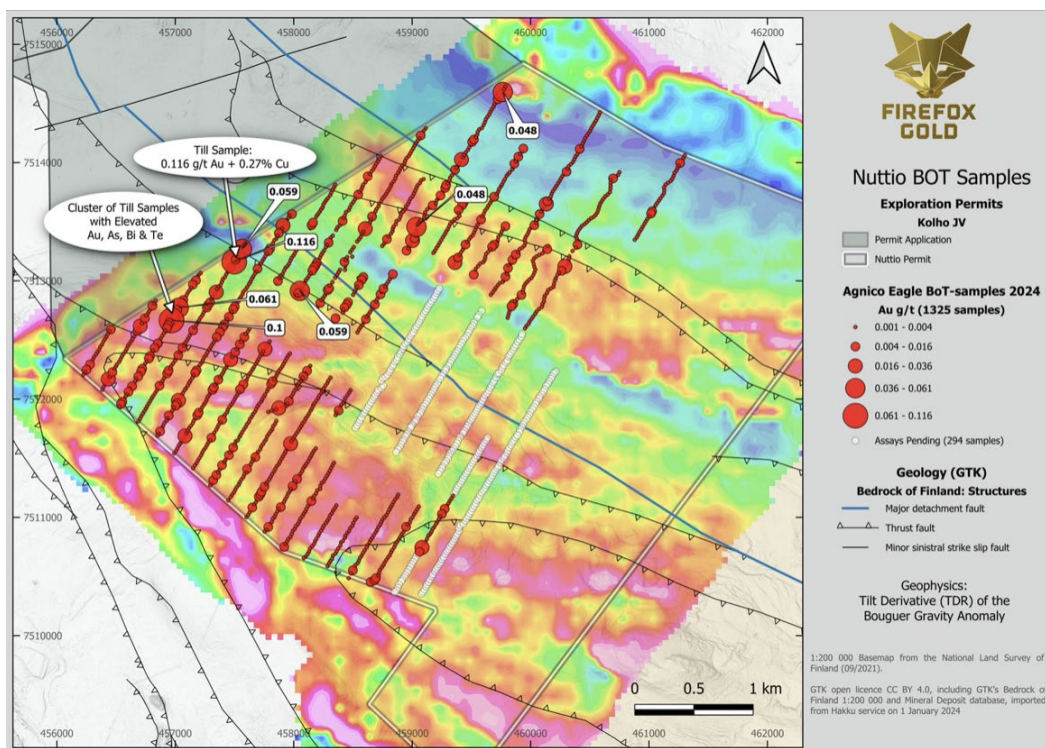 456000
457000
458000
459000
460000
461000
462000
7515000
7514000
7513000
7512000
7511000
7510000
Till Sample:
0.116 g/t Au + 0.27% Cu
Cluster of Till Samples
with Elevated
Au, As, Bi & Te
0.048
0.059
0.048
0.116
0.061
0.1
0.059
0
0.5
1 km
456000
457000
458000
459000
460000
461000
462000
FIREFOX
GOLD
Nuttio BOT Samples
Exploration Permits
Kolho JV
Permit Application
Nuttio Permit
Agnico Eagle BoT-samples 2024
Au g/t (1325 samples)
0.001 - 0.004
0.004 - 0.016
0.016 - 0.036
0.036 - 0.061
0.061 - 0.116
Assays Pending (294 samples)
Geology (GTK)
Bedrock of Finland: Structures
Major detachment fault
Thrust fault
Minor sinistral strike slip fault
Geophysics:
Tilt Derivative (TDR) of the
Bouguer Gravity Anomaly
1:200 000 Basemap from the National Land Survey of
Finland (09/2021).
GTK open licence CC BY 4.0, including GTK's Bedrock of
Finland 1:200 000 and Mineral Deposit database, imported
from Hakku service on 1 January 2024